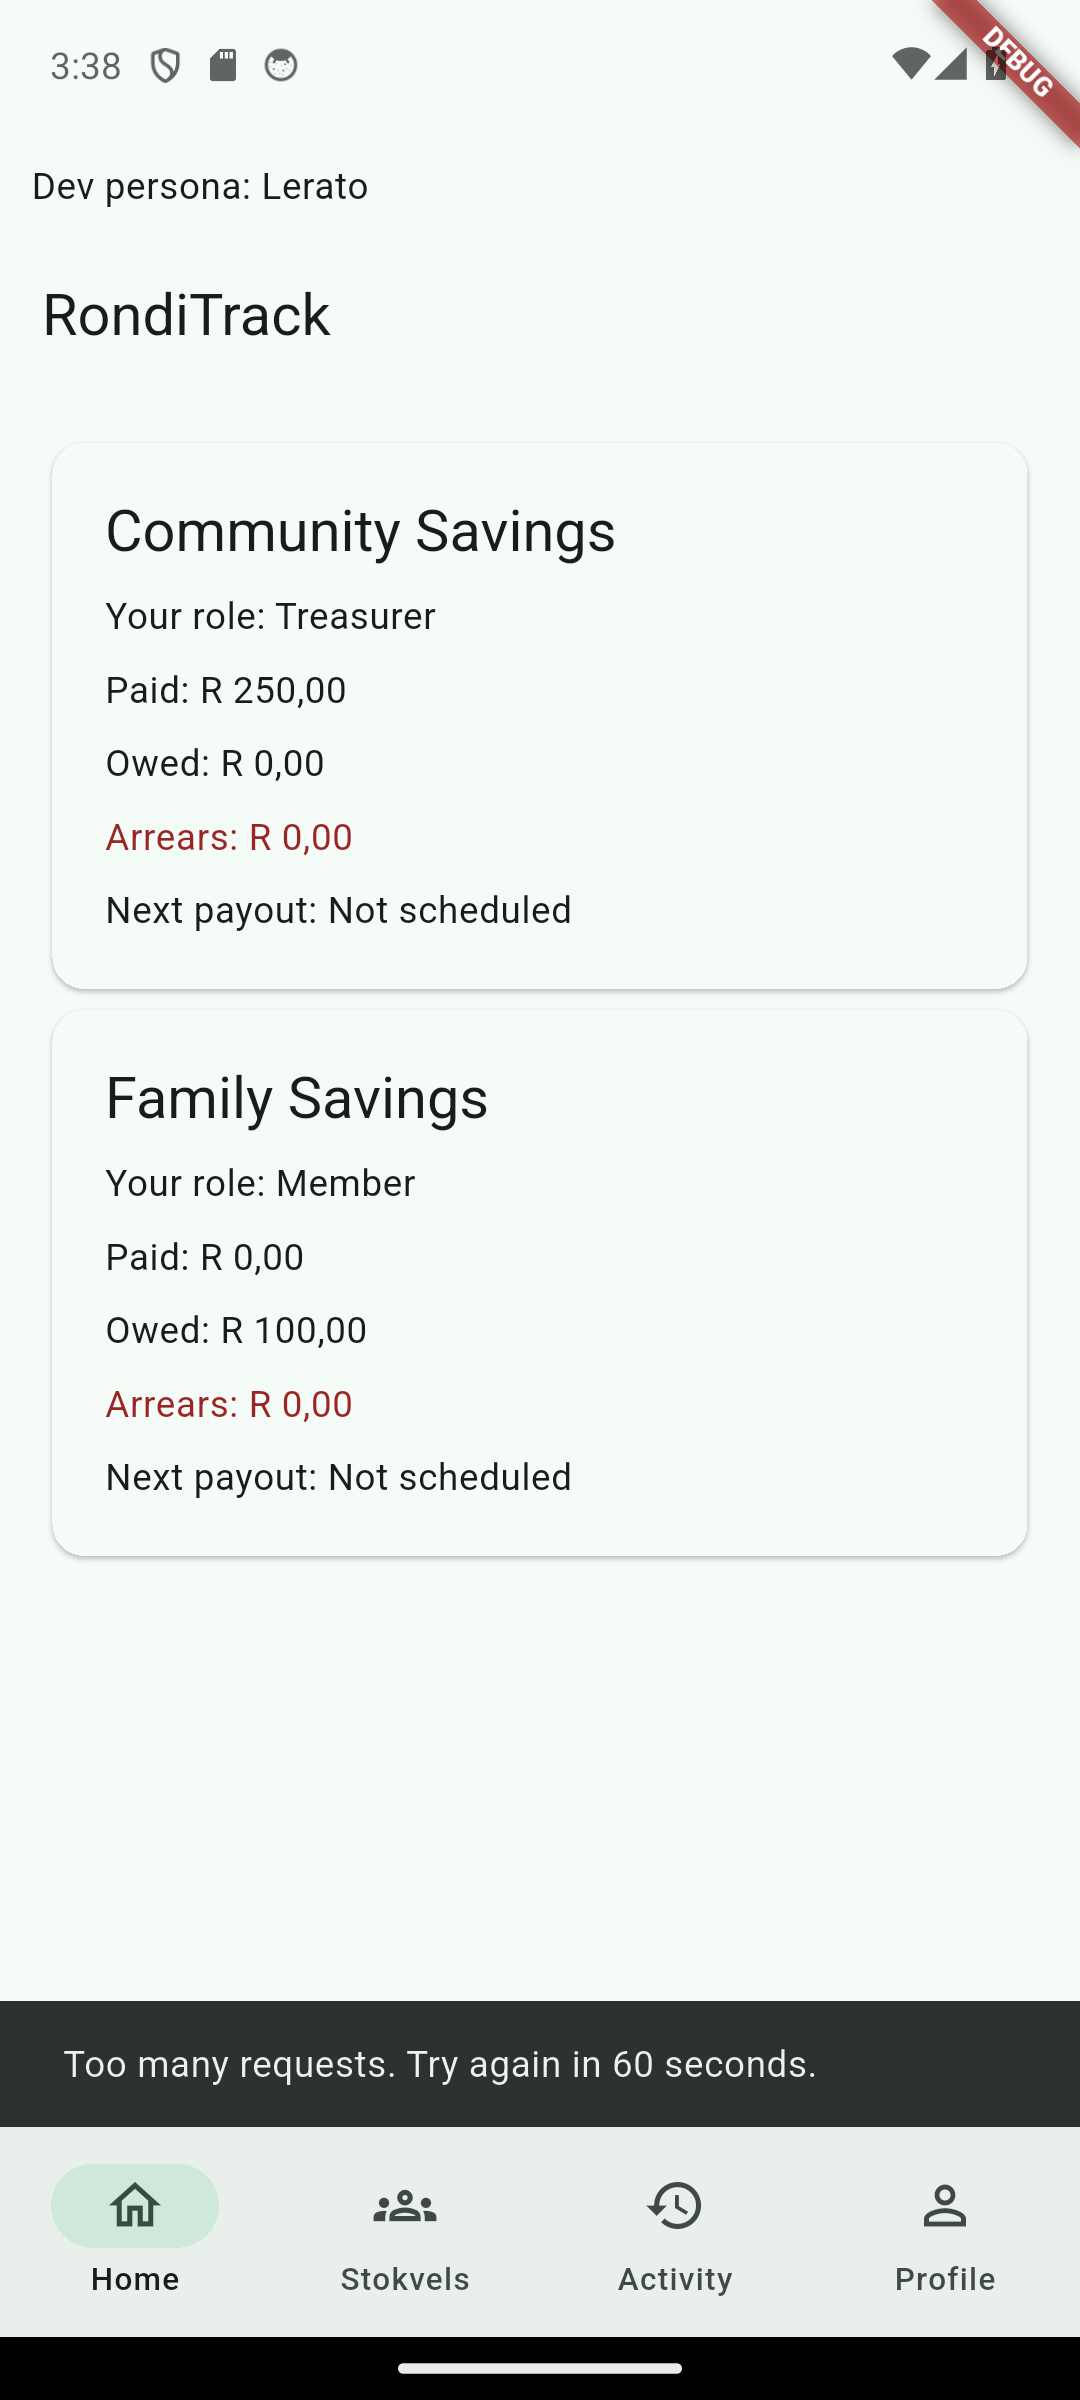 3:38
DEBUG
Dev persona: Lerato
RondiTrack
Community Savings
Your role: Treasurer
Paid: R 250,00
Owed: R 0,00
Arrears: R 0,00
Next payout: Not scheduled
Family Savings
Your role: Member
Paid: R 0,00
Owed: R 100,00
Arrears: R 0,00
Next payout: Not scheduled
Too many requests. Try again in 60 seconds.
Home
Stokvels
Activity
Profile